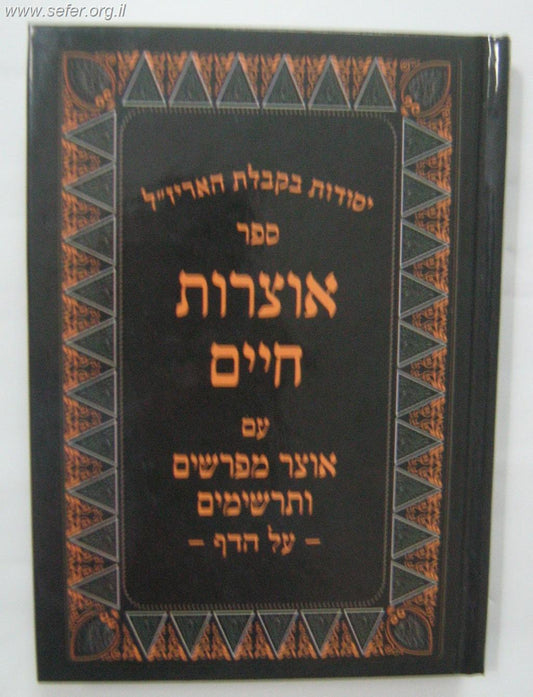 www.sefer.org.il
יסודות בקבלת האריז״ל
ספר
אוצרות
חיים
עם
אוצר מפרשים
ותרשימים
- על הדף -